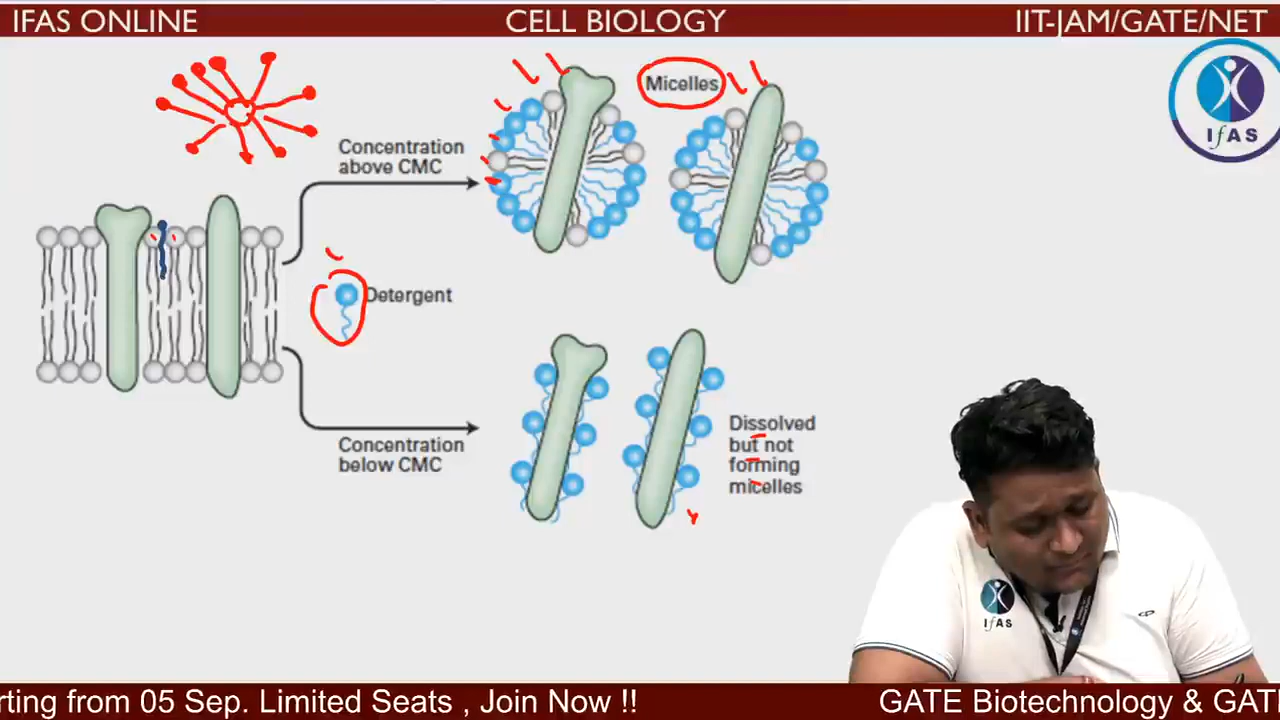 IFAS ONLINE
CELL BIOLOGY
IIT-JAM/GATE/NET
IfAS
Micelles
Concentration
above CMC
Detergent
Concentration
below CMC
Dissolved
but not
forming
micelles
IfAS
rting from 05 Sep. Limited Seats , Join Now !!
GATE Biotechnology & GAT